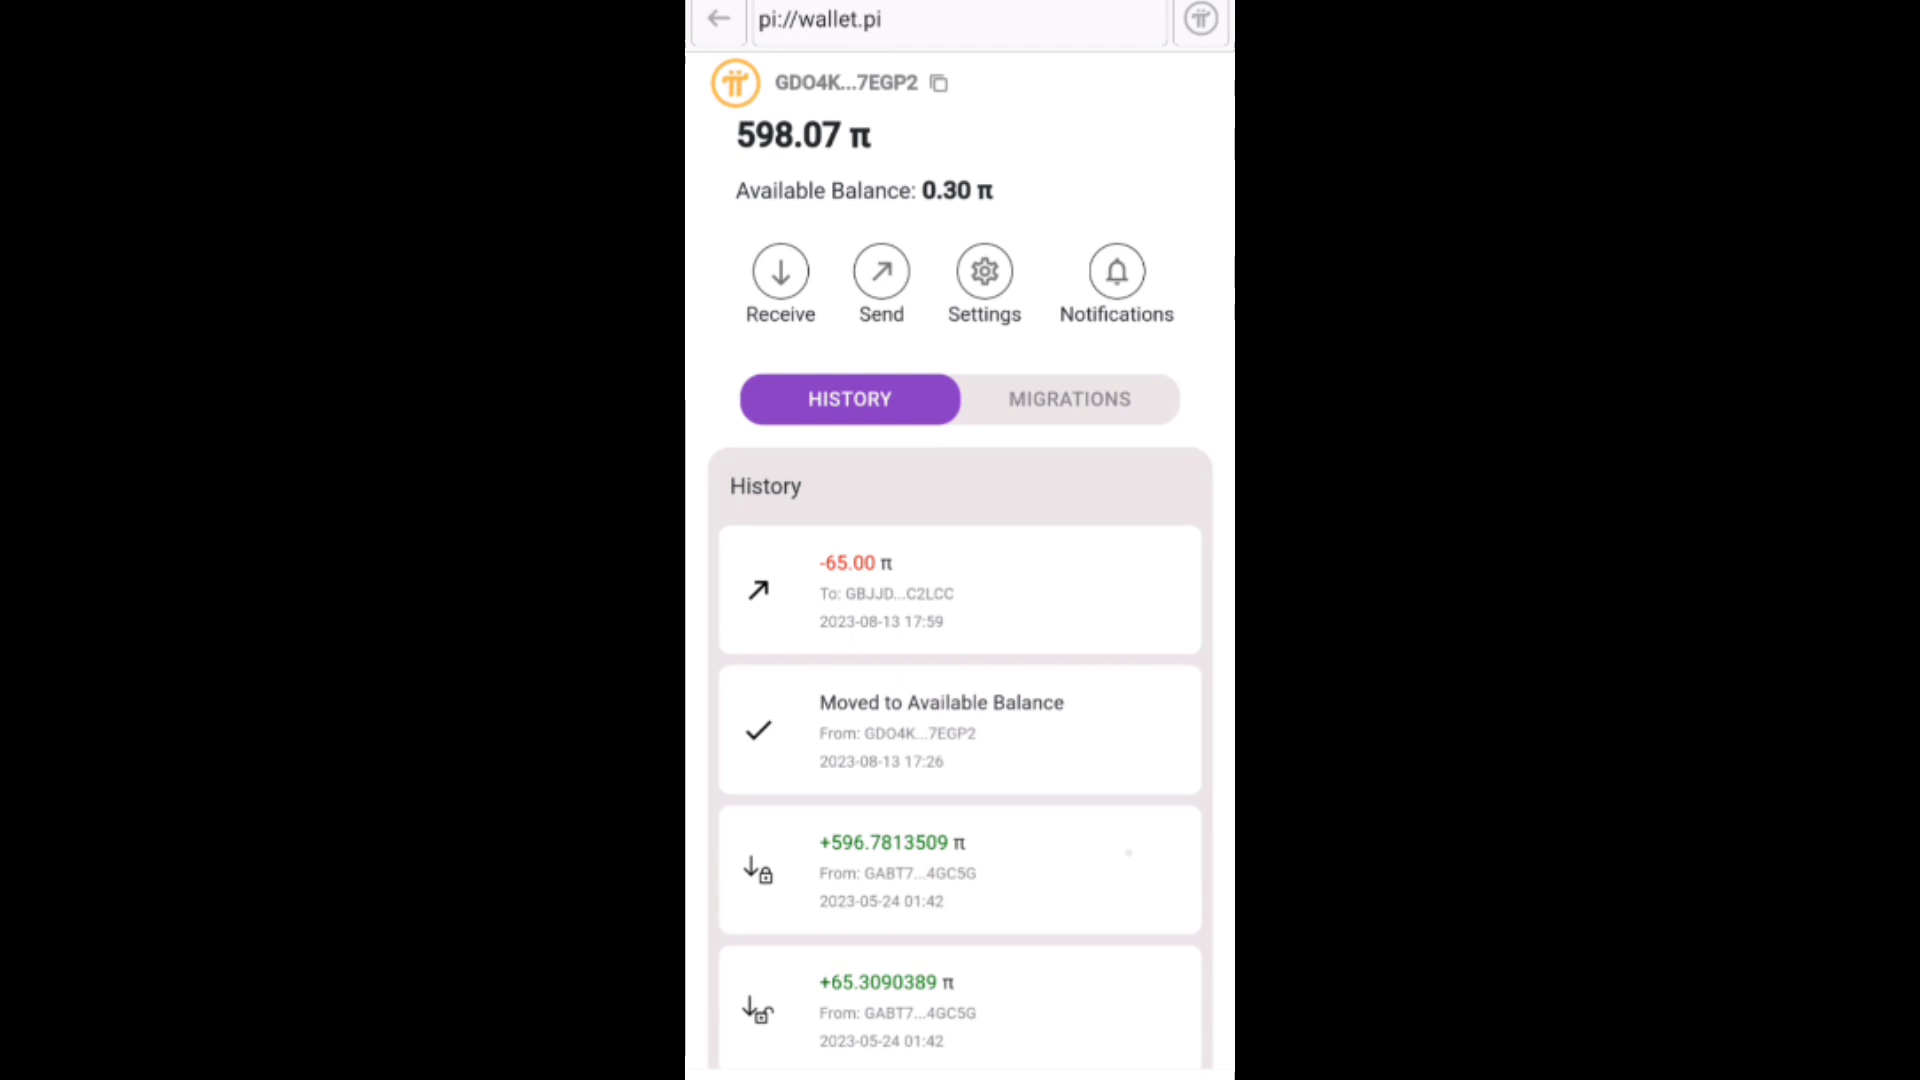 pi://wallet.pi
GDO4K...7EGP2
598.07 π
Available Balance: 0.30 π
Receive Send Settings Notifications
HISTORY MIGRATIONS
History
-65.00 π
To: GBJJD...C2LCC
2023-08-13 17:59
Moved to Available Balance
From: GDO4K...7EGP2
2023-08-13 17:26
+596.7813509 π
From: GABT7...4GC5G
2023-05-24 01:42
+65.3090389 π
From: GABT7...4GC5G
2023-05-24 01:42